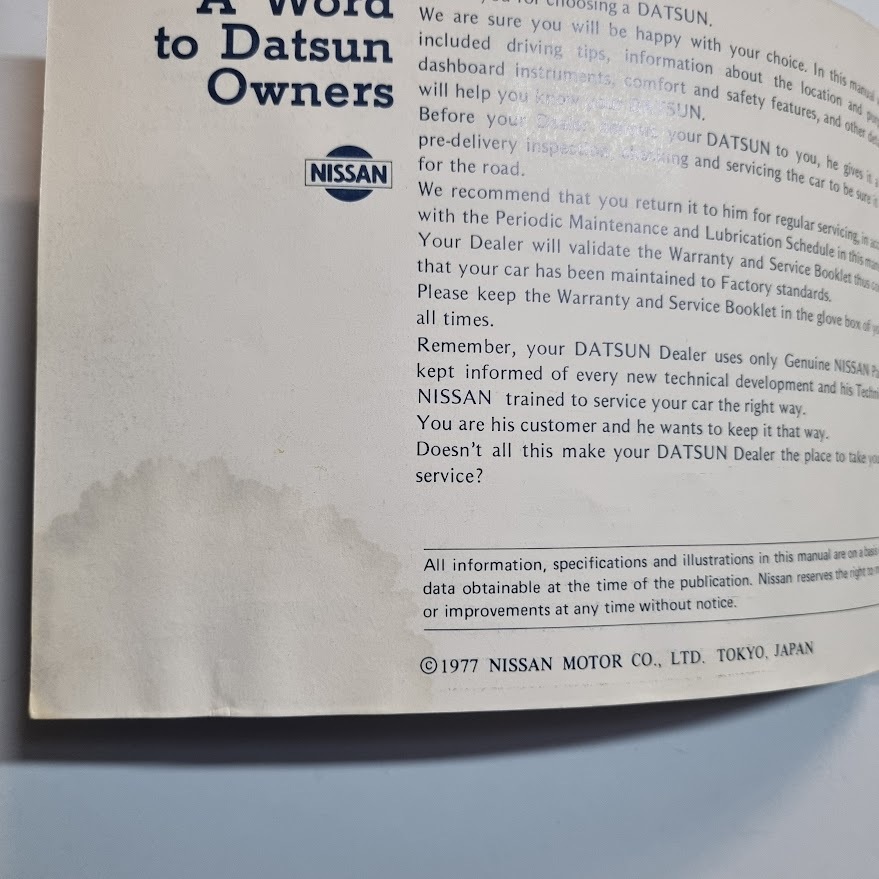 A Word
to Datsun
Owners
NISSAN
choosing a DATSUN.
We are sure you will be happy with your choice. In this manual
included driving tips, information about the location and
dashboard instruments, comfort and safety features, and other
will help you know your DATSUN.
Before your Dealer your DATSUN to you, he gives it a
pre-delivery inspection, checking and servicing the car to be sure it
for the road.
We recommend that you return it to him for regular servicing, in
with the Periodic Maintenance and Lubrication Schedule in this
Your Dealer will validate the Warranty and Service Booklet thus
that your car has been maintained to Factory standards.
Please keep the Warranty and Service Booklet in the glove box of
all times.
Remember, your DATSUN Dealer uses only Genuine NISSAN
kept informed of every new technical development and his
NISSAN trained to service your car the right way.
You are his customer and he wants to keep it that way.
Doesn't all this make your DATSUN Dealer the place to take
service?
All information, specifications and illustrations in this manual are on a
data obtainable at the time of the publication. Nissan reserves the right to
or improvements at any time without notice.
©1977 NISSAN MOTOR CO., LTD. TOKYO, JAPAN